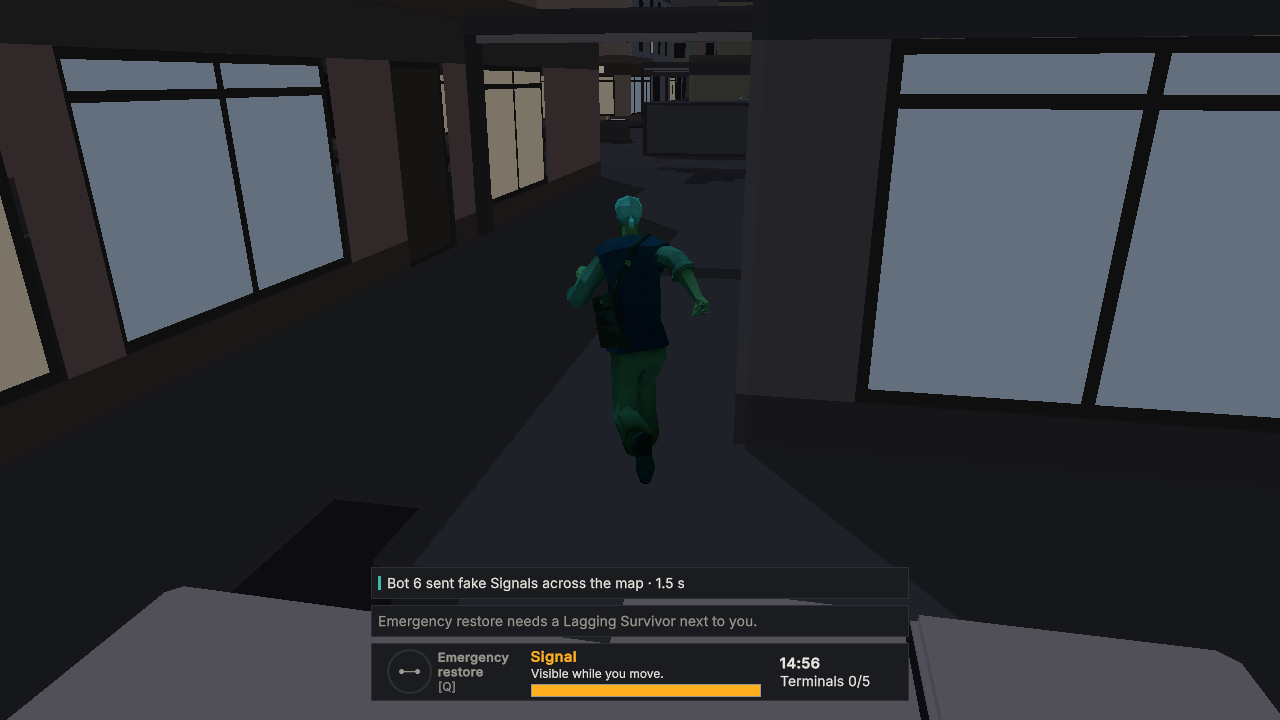 Bot 6 sent fake Signals across the map · 1.5 s
Emergency restore needs a Lagging Survivor next to you.
Emergency
restore
[Q]
Signal
Visible while you move.
14:56
Terminals 0/5